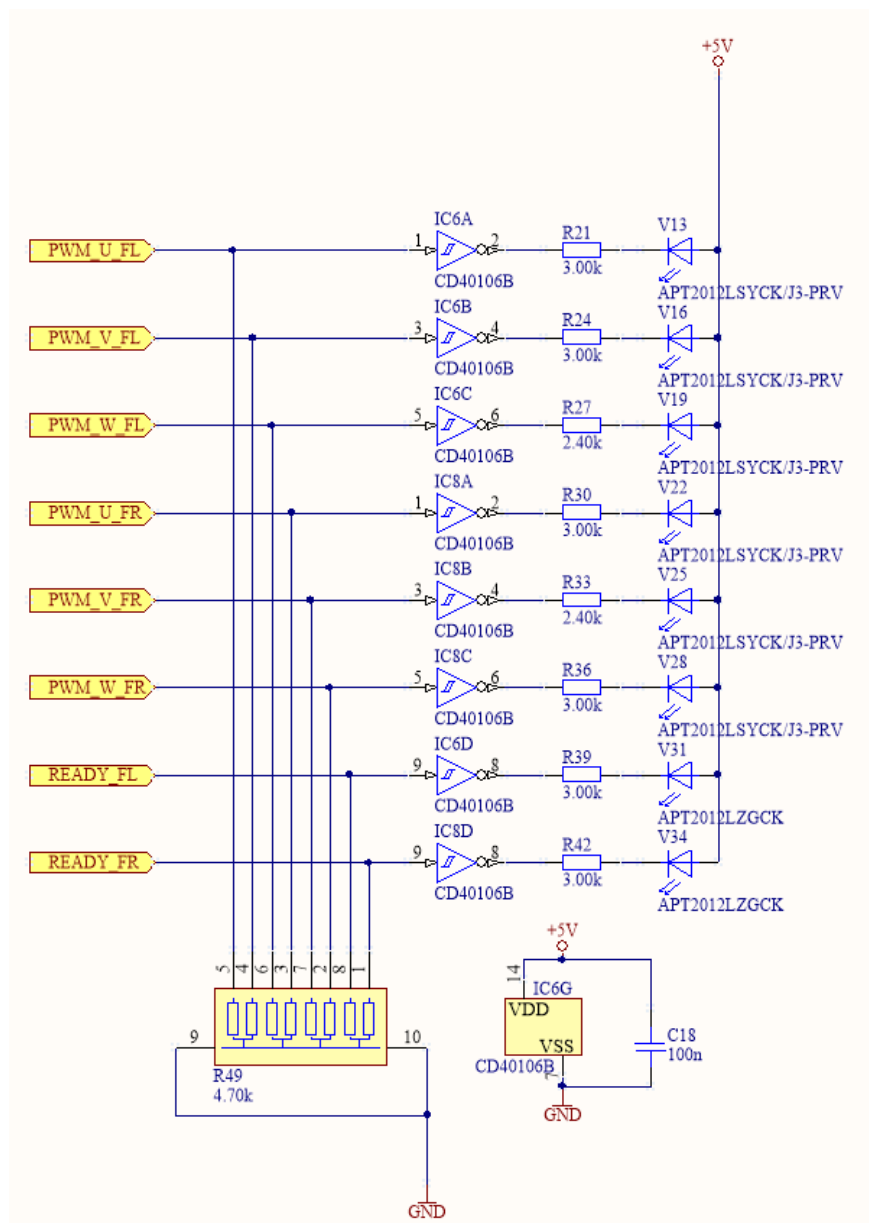 +5V
IC6A
PWM_U_FL
1
2
R21
V13
CD40106B
3.00k
APT2012LSYCK/J3-PRV
IC6B
V16
PWM_V_FL
3
4
R24
CD40106B
3.00k
APT2012LSYCK/J3-PRV
IC6C
V19
PWM_W_FL
5
6
R27
CD40106B
2.40k
APT2012LSYCK/J3-PRV
IC8A
V22
PWM_U_FR
1
2
R30
CD40106B
3.00k
APT2012LSYCK/J3-PRV
IC8B
V25
PWM_V_FR
3
4
R33
CD40106B
2.40k
APT2012LSYCK/J3-PRV
IC8C
V28
PWM_W_FR
5
6
R36
CD40106B
3.00k
APT2012LSYCK/J3-PRV
IC6D
V31
READY_FL
9
8
R39
CD40106B
3.00k
APT2012LZGCK
IC8D
V34
READY_FR
9
8
R42
CD40106B
3.00k
APT2012LZGCK
5 4 6 3 7 2 8 1
9
10
R49
4.70k
GND
+5V
14
IC6G
VDD
VSS
CD40106B
7
C18
100n
GND